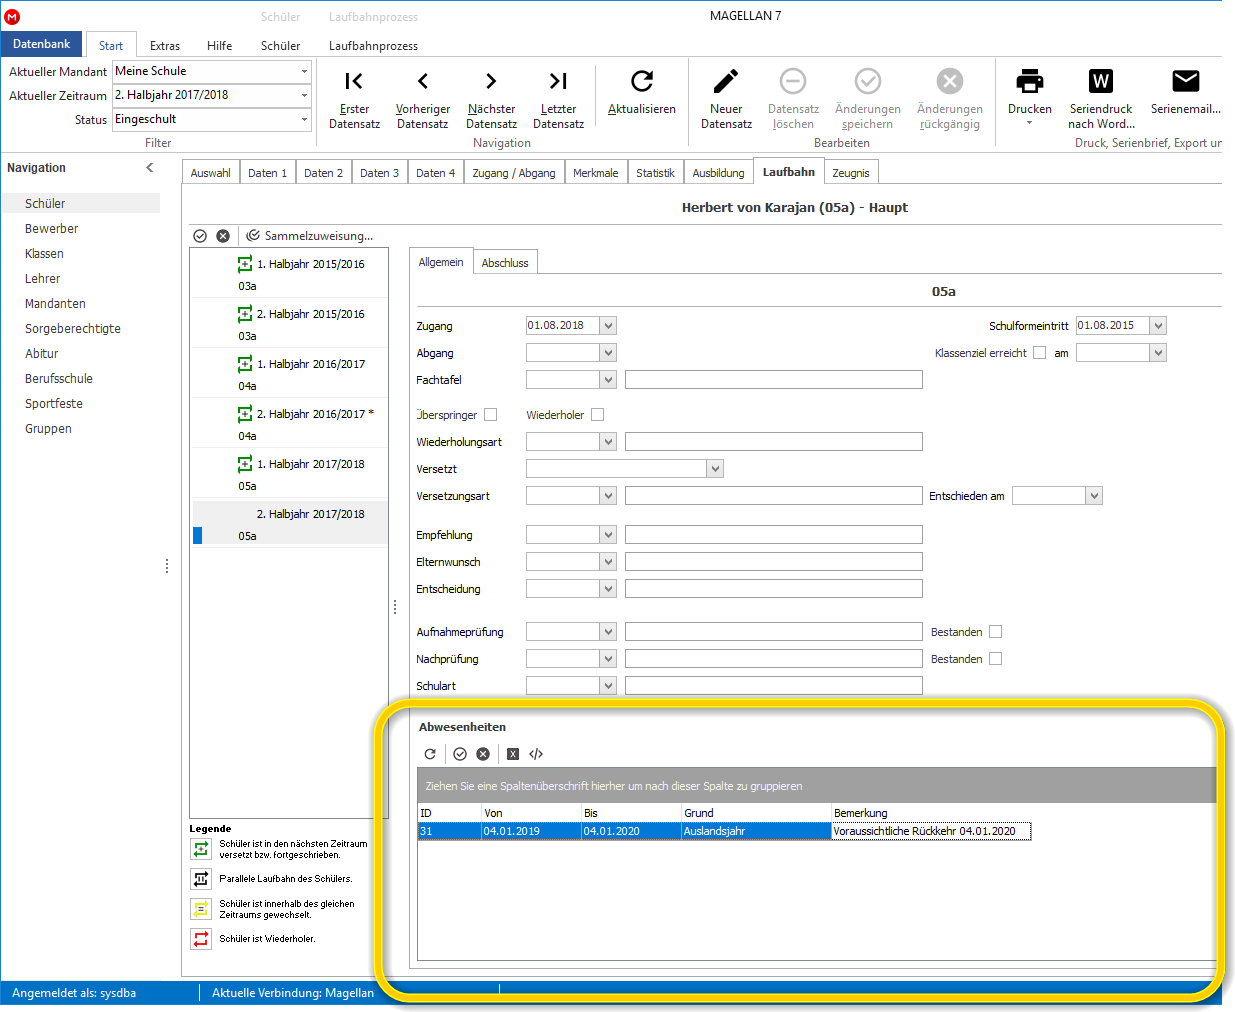 M
Schüler
Laufbahnprozess
MAGELLAN 7
Datenbank
Start
Extras
Hilfe
Schüler
Laufbahnprozess
Aktueller Mandant
Meine Schule
Aktueller Zeitraum
2. Halbjahr 2017/2018
Status
Eingeschult
Filter
Erster
Datensatz
Vorheriger
Datensatz
Nächster
Datensatz
Letzter
Datensatz
Aktualisieren
Navigation
Neuer
Datensatz
Datensatz
löschen
Änderungen
speichern
Änderungen
rückgängig
Bearbeiten
Drucken
W
Seriendruck
nach Word...
Serienemail...
Druck, Serienbrief, Export un
Navigation
Schüler
Bewerber
Klassen
Lehrer
Mandanten
Sorgeberechtigte
Abitur
Berufsschule
Sportfeste
Gruppen
Auswahl
Daten 1
Daten 2
Daten 3
Daten 4
Zugang / Abgang
Merkmale
Statistik
Ausbildung
Laufbahn
Zeugnis
Herbert von Karajan (05a) - Haupt
Sammelzuweisung...
1. Halbjahr 2015/2016
03a
2. Halbjahr 2015/2016
03a
1. Halbjahr 2016/2017
04a
2. Halbjahr 2016/2017 *
04a
1. Halbjahr 2017/2018
05a
2. Halbjahr 2017/2018
05a
Legende
Schüler ist in den nächsten Zeitraum
versetzt bzw. fortgeschrieben.
Parallele Laufbahn des Schülers.
Schüler ist innerhalb des gleichen
Zeitraums gewechselt.
Schüler ist Wiederholer.
Allgemein
Abschluss
05a
Zugang
01.08.2018
Schulformeintritt
01.08.2015
Abgang
Klassenziel erreicht
am
Fachtafel
Überspringer
Wiederholer
Wiederholungsart
Versetzt
Versetzungsart
Entschieden am
Empfehlung
Elternwunsch
Entscheidung
Aufnahmeprüfung
Bestanden
Nachprüfung
Bestanden
Schulart
Abwesenheiten
X
</>
Ziehen Sie eine Spaltenüberschrift hierher um nach dieser Spalte zu gruppieren
ID
Von
Bis
Grund
Bemerkung
31
04.01.2019
04.01.2020
Auslandsjahr
Voraussichtliche Rückkehr 04.01.2020
Angemeldet als: sysdba
Aktuelle Verbindung: Magellan